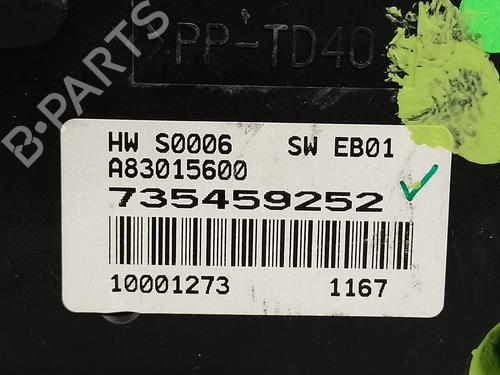 >PP-TD40
B-PARTS
HW S0006 SW EB01
A83015600
735459252
10001273 1167